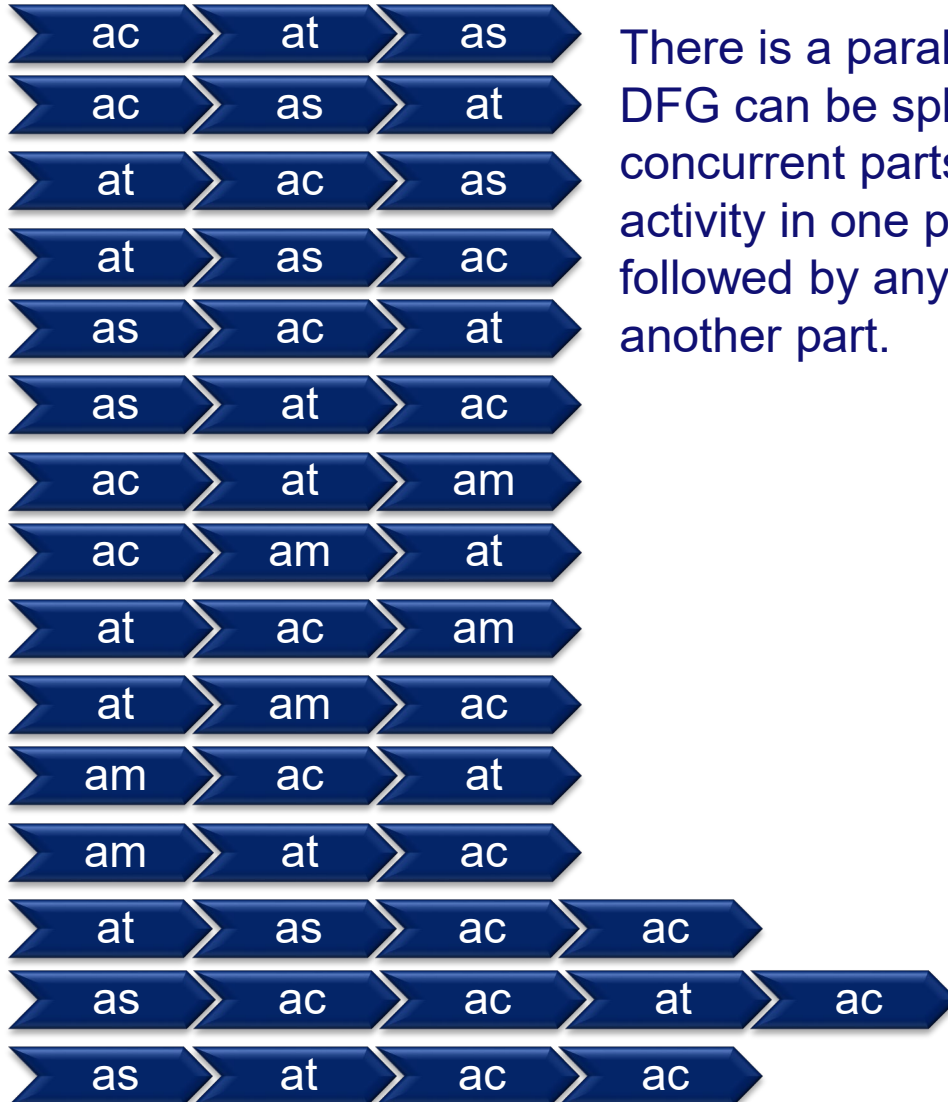 ac at as
ac as at
at ac as
at as ac
as ac at
as at ac
ac at am
ac am at
at ac am
at am ac
am ac at
am at ac
at as ac ac
as ac ac at ac
as at ac ac
There is a paral
DFG can be spl
concurrent parts
activity in one p
followed by any
another part.